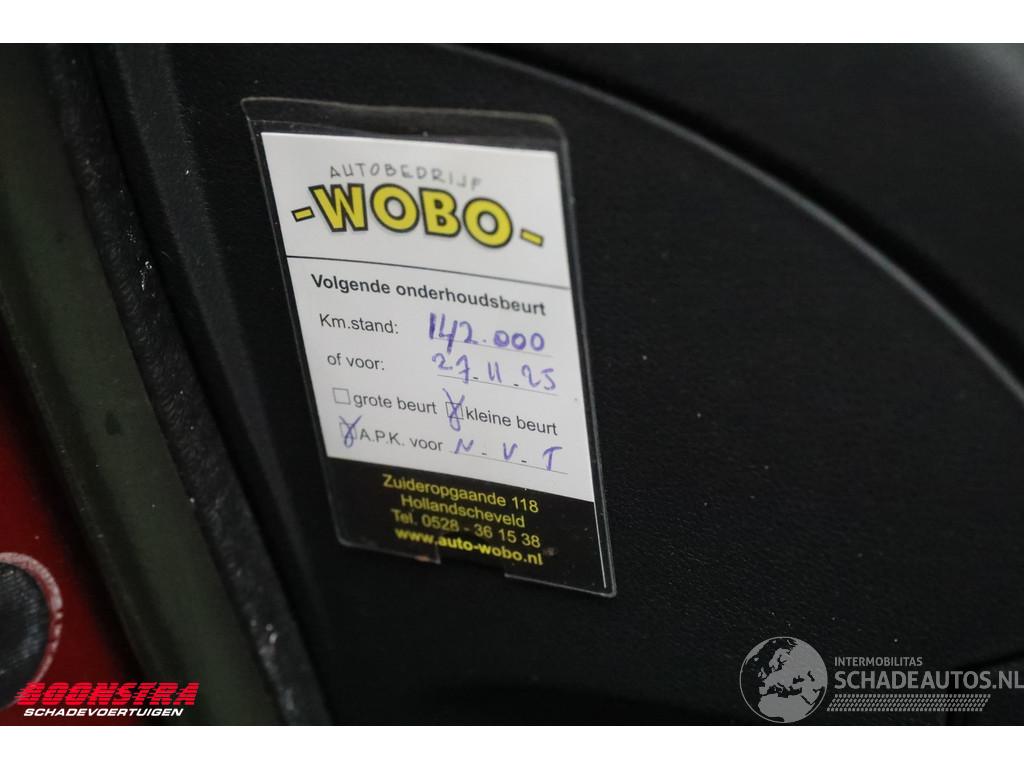 AUTOBEDRIJF
-WOBO-
Volgende onderhoudsbeurt
Km.stand: 142.000
of voor: 27.11.25
grote beurt kleine beurt
A.P.K. voor N.V.T
Zuideropgaande 118
Hollandscheveld
Tel. 0528 - 36 15 38
www.auto-wobo.nl
BOONSTRA
SCHADEVOERTUIGEN
INTERMOBILITAS
SCHADEAUTOS.NL